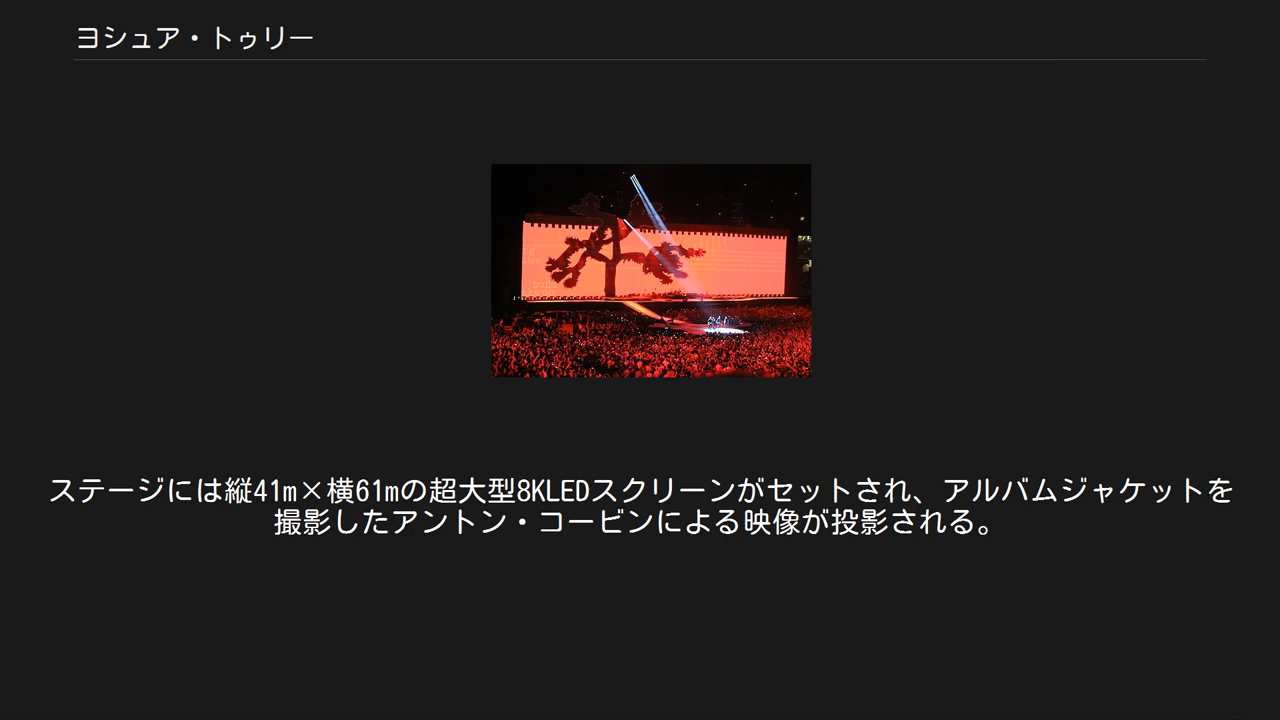 ヨシュア・トゥリー
ステージには縦41m×横61mの超大型8KLEDスクリーンがセットされ、アルバムジャケットを
撮影したアントン・コービンによる映像が投影される。